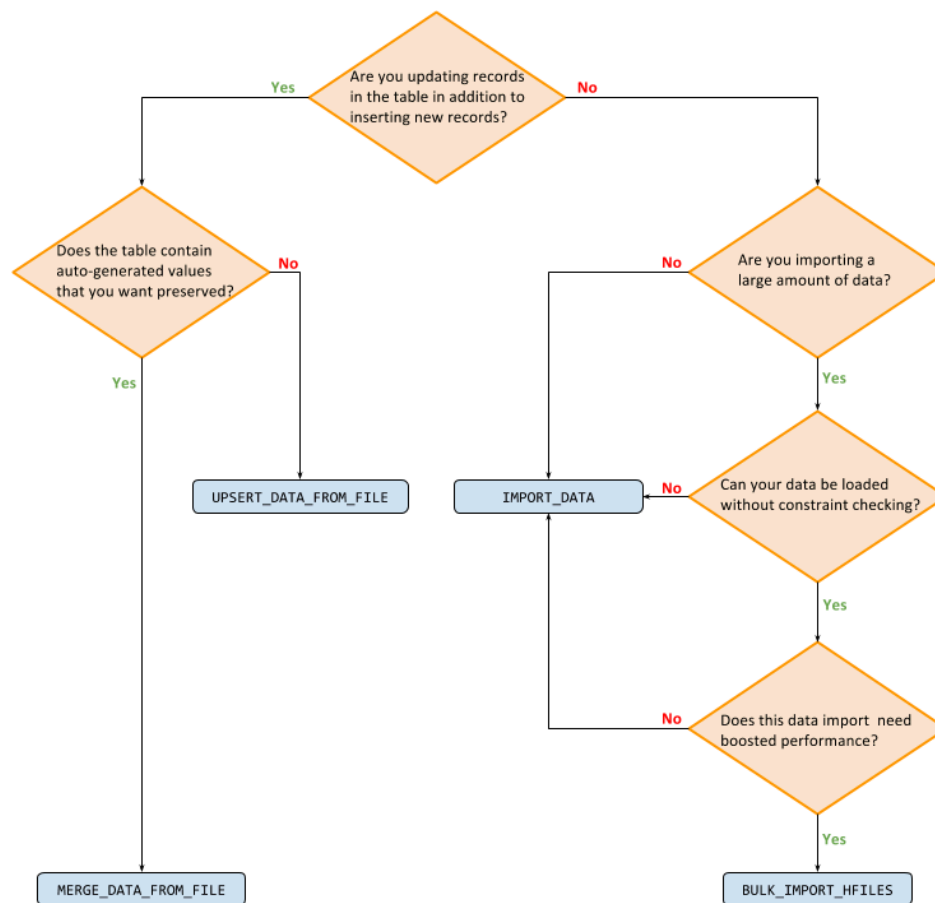 Are you updating records
in the table in addition to
inserting new records?
Yes
No
Does the table contain
auto-generated values
that you want preserved?
No
Yes
No
Are you importing a
large amount of data?
Yes
UPSERT_DATA_FROM_FILE
IMPORT_DATA
No
Can your data be loaded
without constraint checking?
Yes
No
Does this data import need
boosted performance?
Yes
MERGE_DATA_FROM_FILE
BULK_IMPORT_HFILES